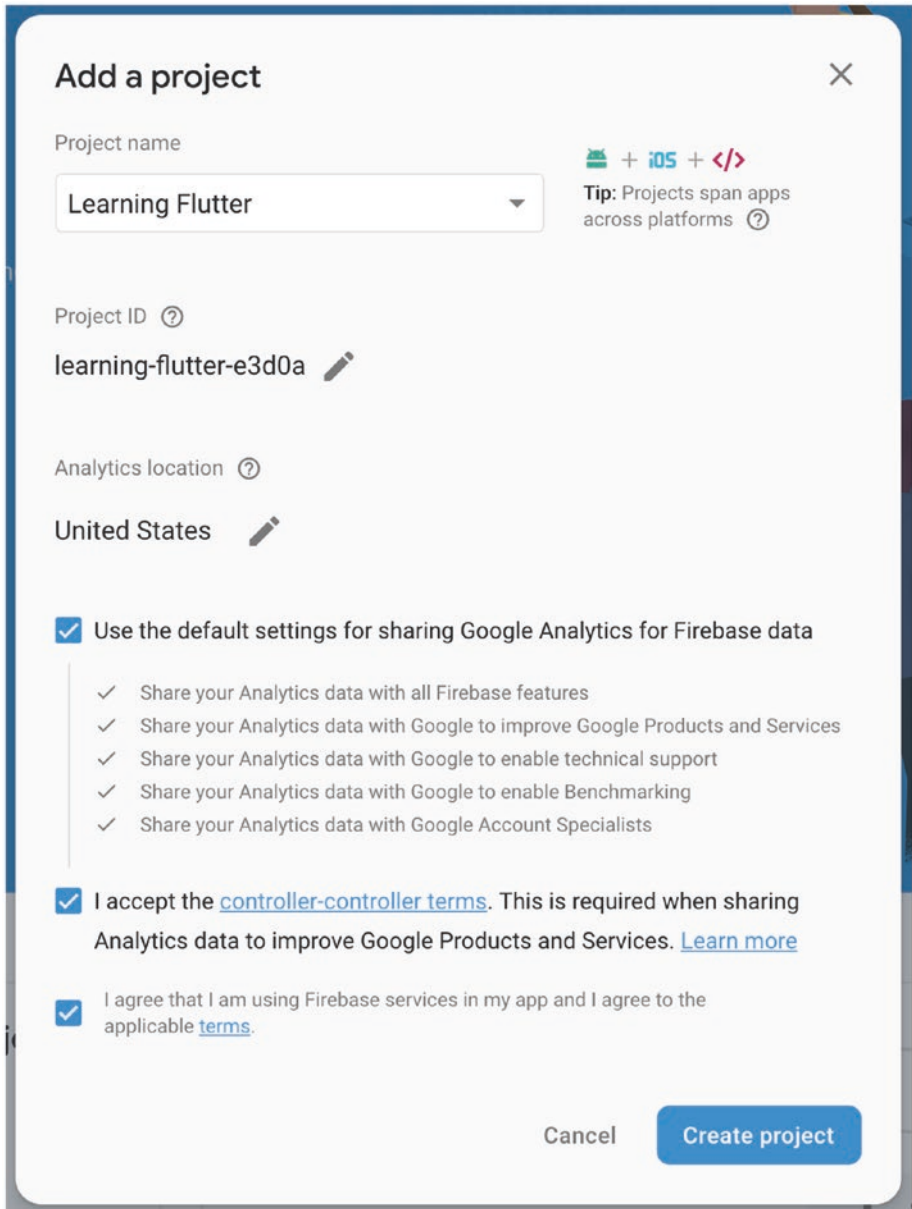 Add a project
Project name
Learning Flutter
iOS + </>
Tip: Projects span apps
across platforms
Project ID
learning-flutter-e3d0a
Analytics location
United States
Use the default settings for sharing Google Analytics for Firebase data
Share your Analytics data with all Firebase features
Share your Analytics data with Google to improve Google Products and Services
Share your Analytics data with Google to enable technical support
Share your Analytics data with Google to enable Benchmarking
Share your Analytics data with Google Account Specialists
I accept the controller-controller terms. This is required when sharing
Analytics data to improve Google Products and Services. Learn more
I agree that I am using Firebase services in my app and I agree to the
applicable terms.
Cancel
Create project